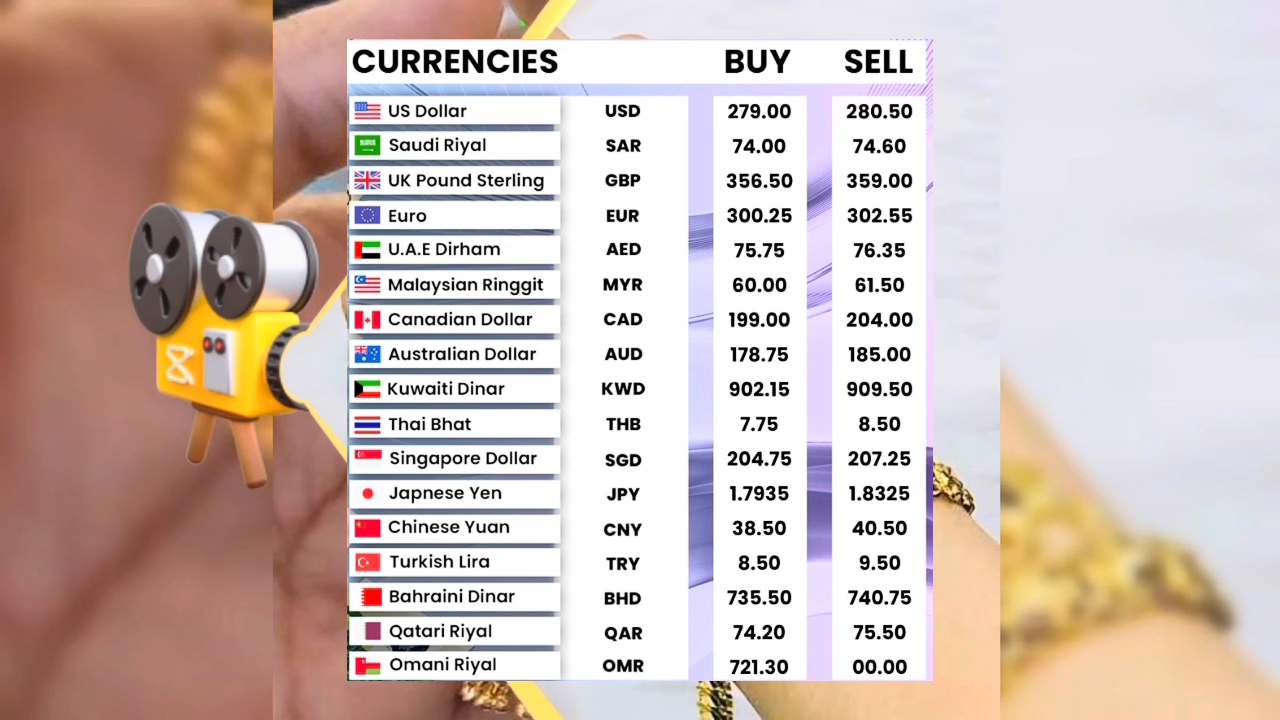 CURRENCIES BUY SELL
US Dollar USD 279.00 280.50
Saudi Riyal SAR 74.00 74.60
UK Pound Sterling GBP 356.50 359.00
Euro EUR 300.25 302.55
U.A.E Dirham AED 75.75 76.35
Malaysian Ringgit MYR 60.00 61.50
Canadian Dollar CAD 199.00 204.00
Australian Dollar AUD 178.75 185.00
Kuwaiti Dinar KWD 902.15 909.50
Thai Bhat THB 7.75 8.50
Singapore Dollar SGD 204.75 207.25
Japnese Yen JPY 1.7935 1.8325
Chinese Yuan CNY 38.50 40.50
Turkish Lira TRY 8.50 9.50
Bahraini Dinar BHD 735.50 740.75
Qatari Riyal QAR 74.20 75.50
Omani Riyal OMR 721.30 00.00